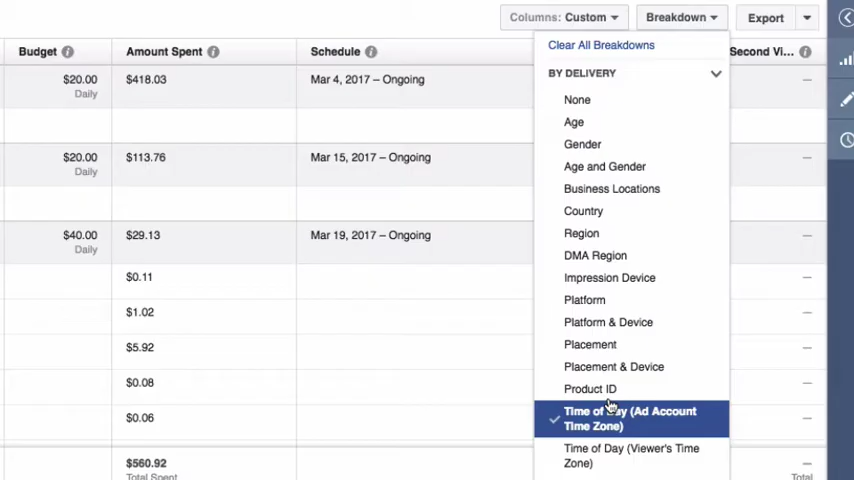 Columns: Custom
Breakdown
Export
Budget
Amount Spent
Schedule
Second Vi...
Clear All Breakdowns
BY DELIVERY
$20.00
Daily
$418.03
Mar 4, 2017 – Ongoing
—
None
Age
Gender
$20.00
Daily
$113.76
Mar 15, 2017 – Ongoing
—
Age and Gender
Business Locations
Country
$40.00
Daily
$29.13
Mar 19, 2017 – Ongoing
—
Region
DMA Region
$0.11
Impression Device
—
Platform
$1.02
—
Platform & Device
$5.92
Placement
—
Placement & Device
$0.08
Product ID
—
Time of Day (Ad Account
Time Zone)
$0.06
—
Time of Day (Viewer's Time
Zone)
$560.92
Total Spent
—
Total